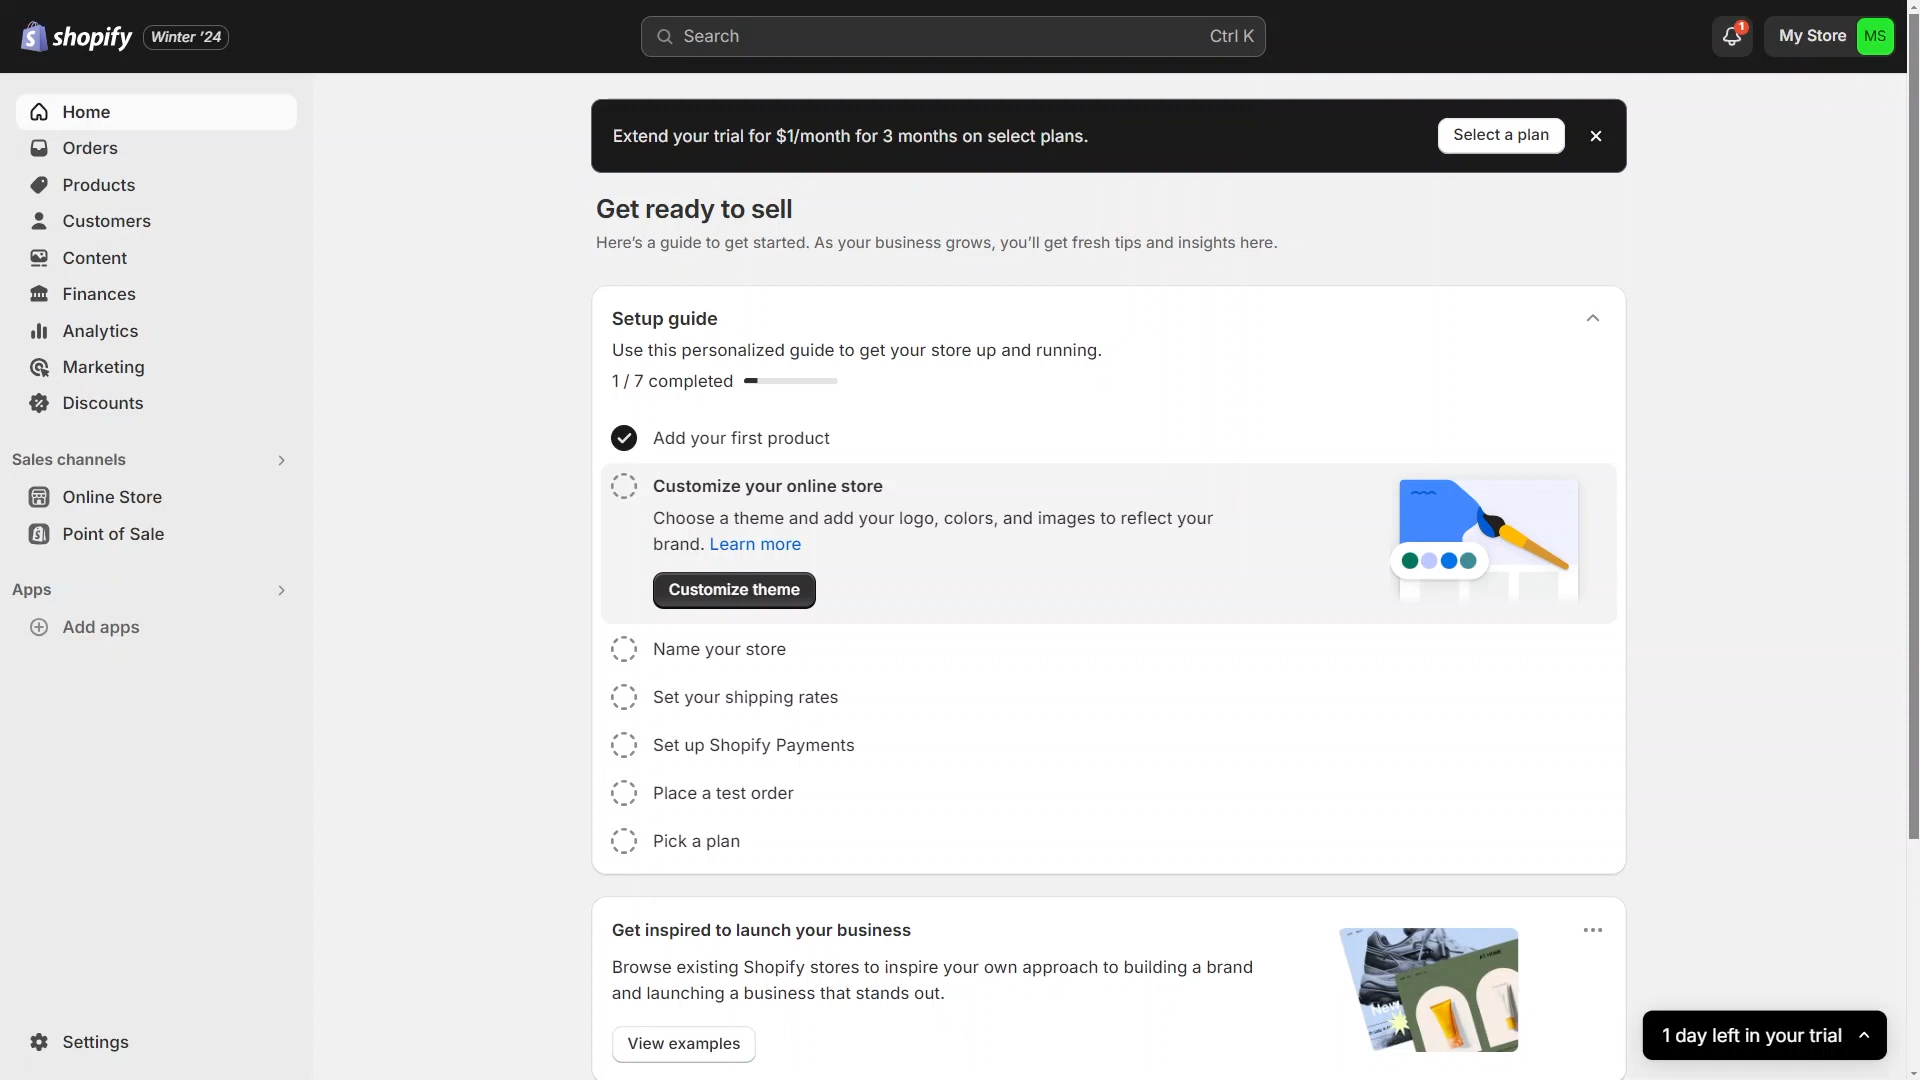 shopify
Winter '24
Search
Ctrl K
1
My Store
MS
Home
Orders
Products
Customers
Content
Finances
Analytics
Marketing
Discounts
Sales channels
Online Store
Point of Sale
Apps
Add apps
Settings
Extend your trial for $1/month for 3 months on select plans.
Select a plan
Get ready to sell
Here’s a guide to get started. As your business grows, you’ll get fresh tips and insights here.
Setup guide
Use this personalized guide to get your store up and running.
1 / 7 completed
Add your first product
Customize your online store
Choose a theme and add your logo, colors, and images to reflect your
brand. Learn more
Customize theme
Name your store
Set your shipping rates
Set up Shopify Payments
Place a test order
Pick a plan
Get inspired to launch your business
Browse existing Shopify stores to inspire your own approach to building a brand
and launching a business that stands out.
View examples
New
AT HOME
1 day left in your trial